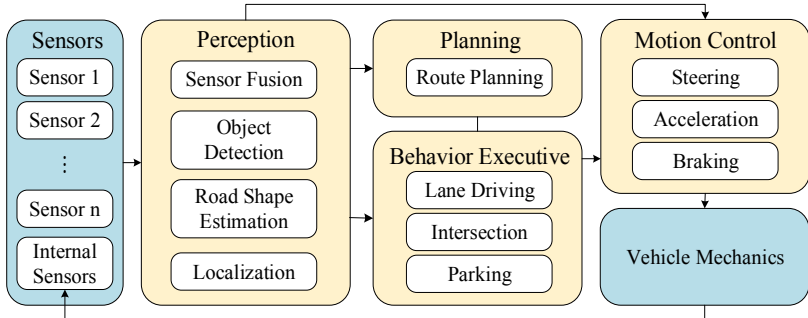 Sensors
Sensor 1
Sensor 2
⋮
Sensor n
Internal
Sensors
Perception
Sensor Fusion
Object
Detection
Road Shape
Estimation
Localization
Planning
Route Planning
Behavior Executive
Lane Driving
Intersection
Parking
Motion Control
Steering
Acceleration
Braking
Vehicle Mechanics